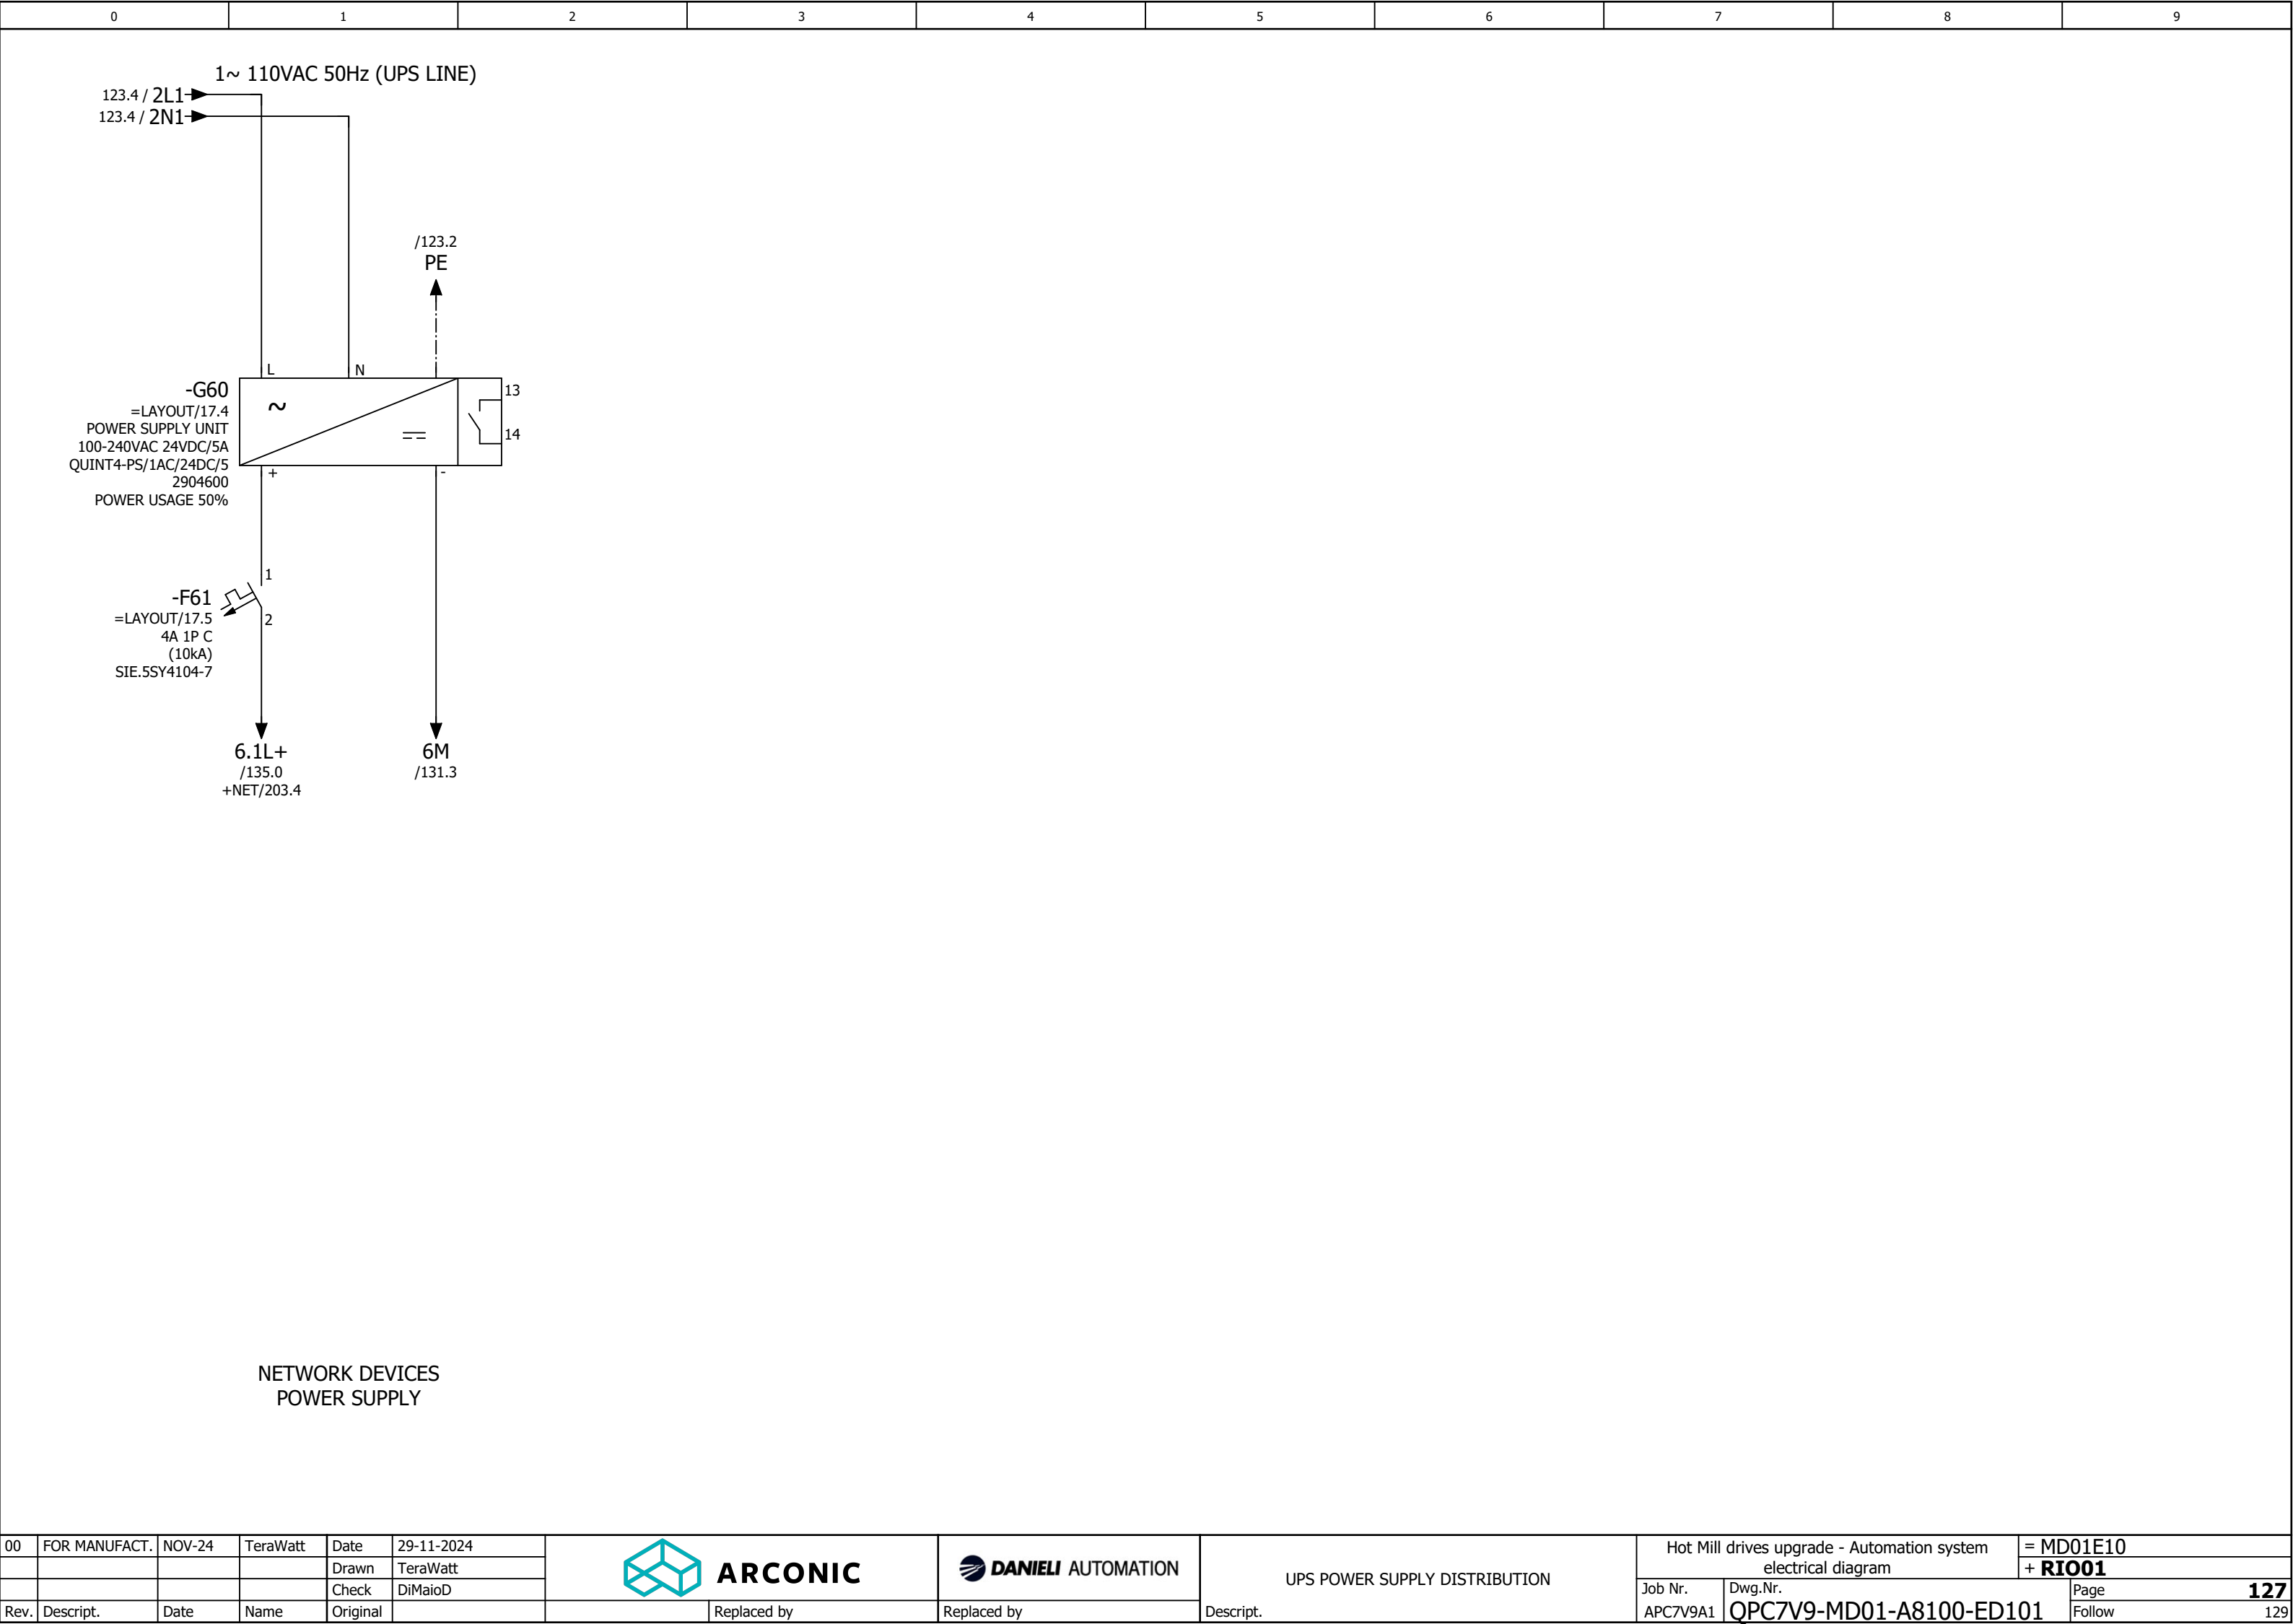 0 1 2 3 4 5 6 7 8 9
1~ 110VAC 50Hz (UPS LINE)
123.4 / 2L1
123.4 / 2N1
/123.2
PE
L N
-G60
=LAYOUT/17.4
POWER SUPPLY UNIT
100-240VAC 24VDC/5A
QUINT4-PS/1AC/24DC/5
2904600
POWER USAGE 50%
~
13
14
+ -
-F61
=LAYOUT/17.5
4A 1P C
(10kA)
SIE.5SY4104-7
1
2
6.1L+
/135.0
+NET/203.4
6M
/131.3
NETWORK DEVICES
POWER SUPPLY
00 FOR MANUFACT. NOV-24 TeraWatt Date 29-11-2024
Drawn TeraWatt
Check DiMaioD
Rev. Descript. Date Name Original
ARCONIC
Replaced by
DANIELI AUTOMATION
Replaced by
UPS POWER SUPPLY DISTRIBUTION
Descript.
Hot Mill drives upgrade - Automation system
electrical diagram
= MD01E10
+ RIO01
Job Nr. Dwg.Nr. Page 127
APC7V9A1 QPC7V9-MD01-A8100-ED101 Follow 129